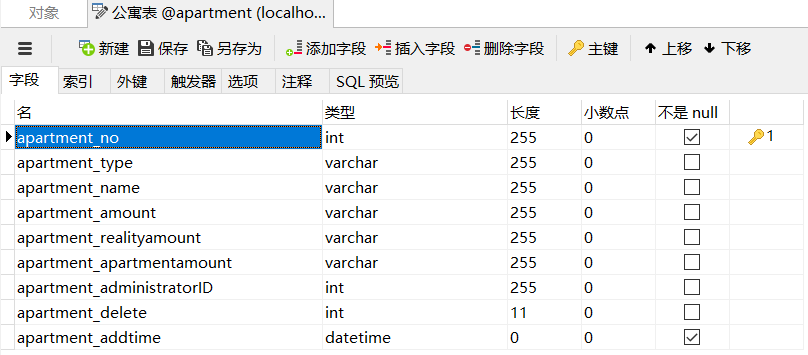 对象 公寓表 @apartment (localho...
新建 保存 另存为 添加字段 插入字段 删除字段 主键 上移 下移
字段 索引 外键 触发器 选项 注释 SQL 预览
名 类型 长度 小数点 不是 null
apartment_no int 255 0 1
apartment_type varchar 255 0
apartment_name varchar 255 0
apartment_amount varchar 255 0
apartment_realityamount varchar 255 0
apartment_apartmentamount varchar 255 0
apartment_administratorID int 255 0
apartment_delete int 11 0
apartment_addtime datetime 0 0